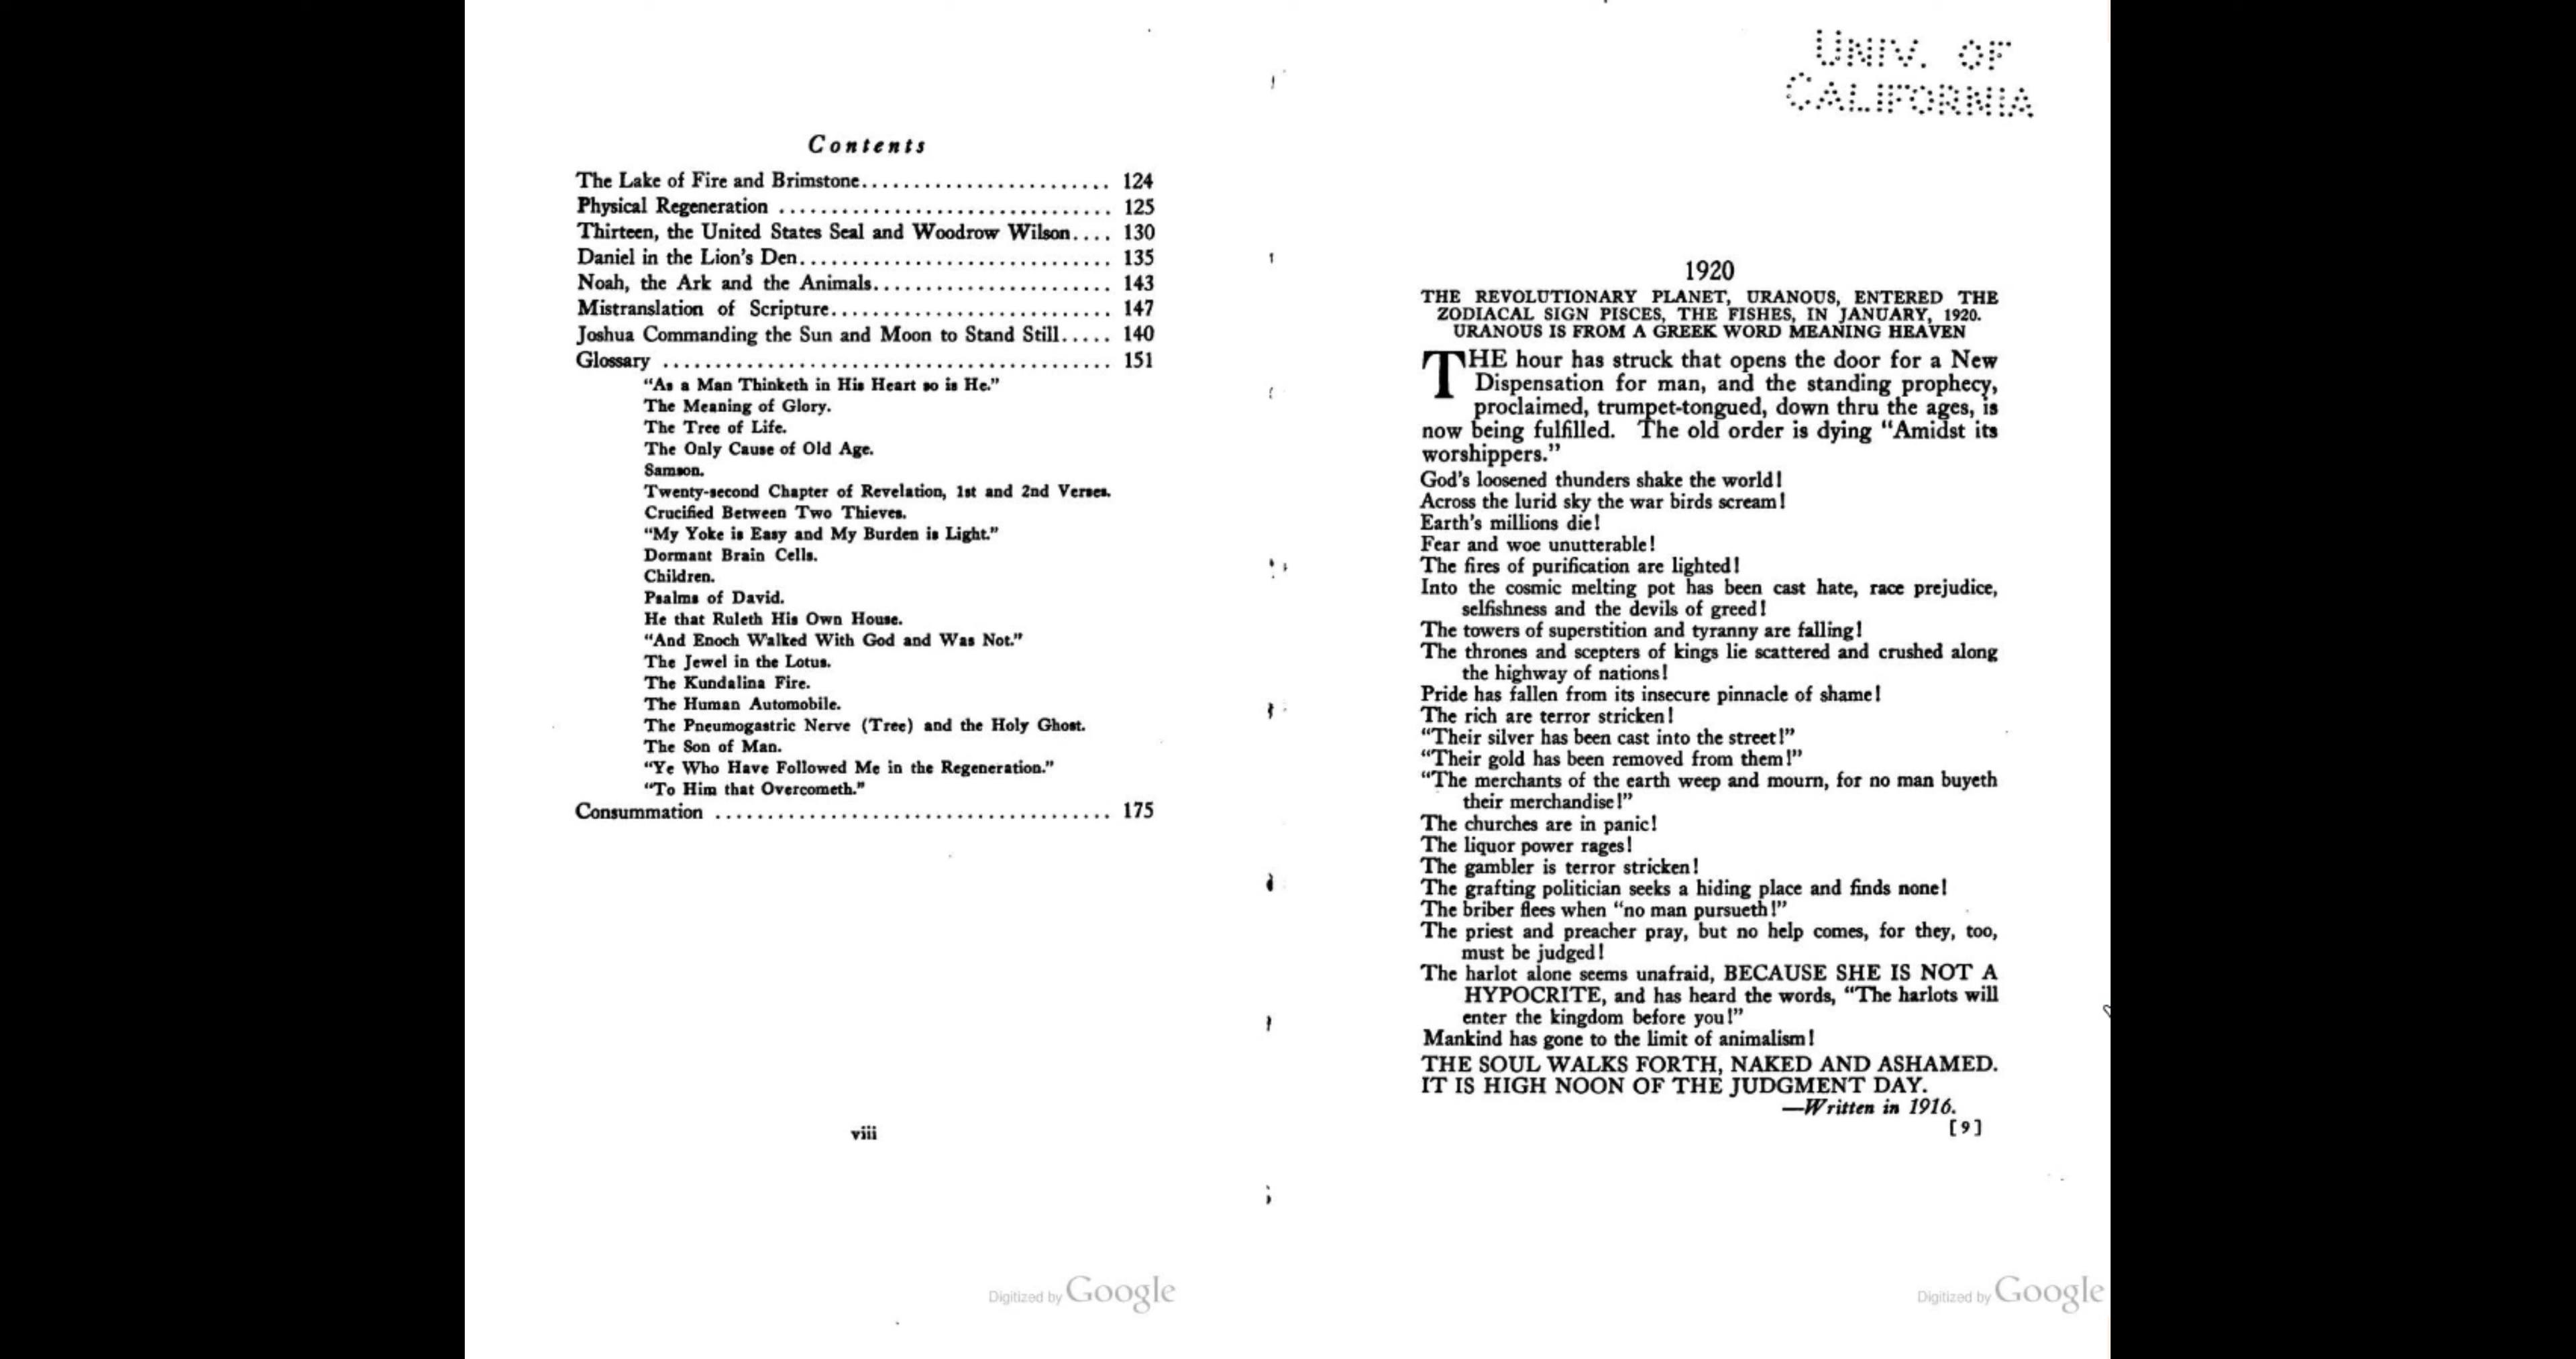 Contents
The Lake of Fire and Brimstone........................ 124
Physical Regeneration ................................ 125
Thirteen, the United States Seal and Woodrow Wilson.... 130
Daniel in the Lion's Den.............................. 135
Noah, the Ark and the Animals....................... 143
Mistranslation of Scripture........................... 147
Joshua Commanding the Sun and Moon to Stand Still..... 140
Glossary ........................................... 151
“As a Man Thinketh in His Heart so is He.”
The Meaning of Glory.
The Tree of Life.
The Only Cause of Old Age.
Samson.
Twenty-second Chapter of Revelation, 1st and 2nd Verses.
Crucified Between Two Thieves.
“My Yoke is Easy and My Burden is Light.”
Dormant Brain Cells.
Children.
Psalms of David.
He that Ruleth His Own House.
“And Enoch Walked With God and Was Not.”
The Jewel in the Lotus.
The Kundalina Fire.
The Human Automobile.
The Pneumogastric Nerve (Tree) and the Holy Ghost.
The Son of Man.
“Ye Who Have Followed Me in the Regeneration.”
“To Him that Overcometh.”
Consummation ...................................... 175
viii
Digitized by Google
UNIV. OF
CALIFORNIA
1920
THE REVOLUTIONARY PLANET, URANOUS, ENTERED THE
ZODIACAL SIGN PISCES, THE FISHES, IN JANUARY, 1920.
URANOUS IS FROM A GREEK WORD MEANING HEAVEN
THE hour has struck that opens the door for a New
Dispensation for man, and the standing prophecy,
proclaimed, trumpet-tongued, down thru the ages, is
now being fulfilled. The old order is dying “Amidst its
worshippers.”
God's loosened thunders shake the world!
Across the lurid sky the war birds scream!
Earth's millions die!
Fear and woe unutterable!
The fires of purification are lighted!
Into the cosmic melting pot has been cast hate, race prejudice,
selfishness and the devils of greed!
The towers of superstition and tyranny are falling!
The thrones and scepters of kings lie scattered and crushed along
the highway of nations!
Pride has fallen from its insecure pinnacle of shame!
The rich are terror stricken!
“Their silver has been cast into the street!”
“Their gold has been removed from them!”
“The merchants of the earth weep and mourn, for no man buyeth
their merchandise!”
The churches are in panic!
The liquor power rages!
The gambler is terror stricken!
The grafting politician seeks a hiding place and finds none!
The briber flees when “no man pursueth!”
The priest and preacher pray, but no help comes, for they, too,
must be judged!
The harlot alone seems unafraid, BECAUSE SHE IS NOT A
HYPOCRITE, and has heard the words, “The harlots will
enter the kingdom before you!”
Mankind has gone to the limit of animalism!
THE SOUL WALKS FORTH, NAKED AND ASHAMED.
IT IS HIGH NOON OF THE JUDGMENT DAY.
—Written in 1916.
[9]
Digitized by Google